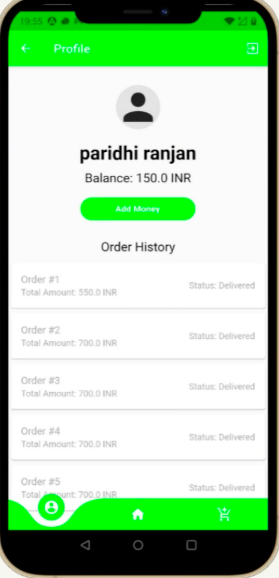 19:55
Profile
paridhi ranjan
Balance: 150.0 INR
Add Money
Order History
Order #1
Total Amount: 550.0 INR
Status: Delivered
Order #2
Total Amount: 700.0 INR
Status: Delivered
Order #3
Total Amount: 700.0 INR
Status: Delivered
Order #4
Total Amount: 700.0 INR
Status: Delivered
Order #5
Total Amount: 700.0 INR
Status: Delivered